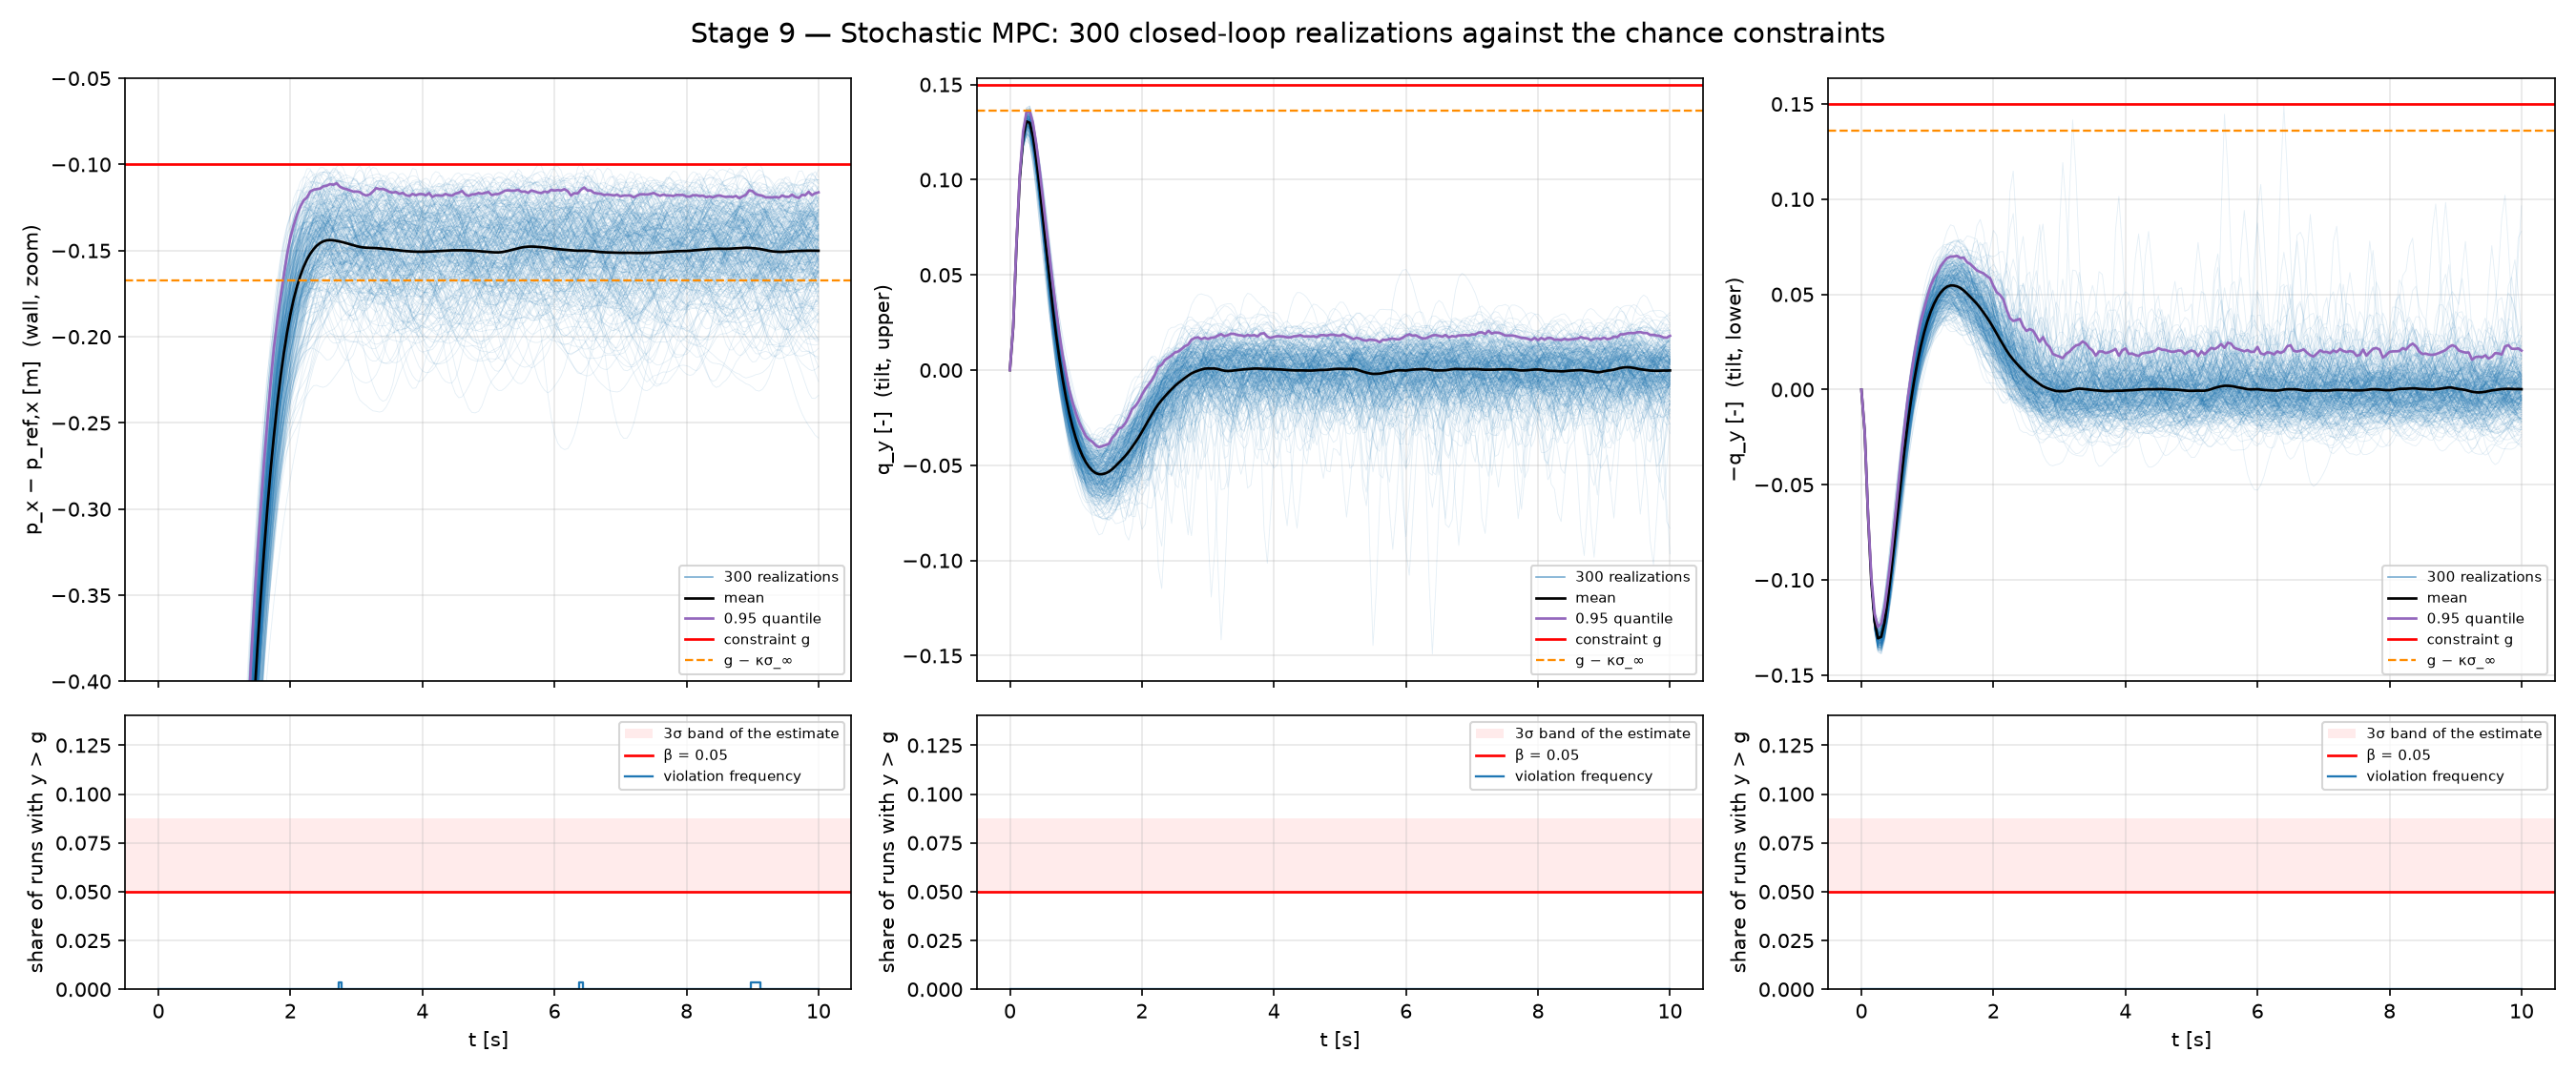 Stage 9 — Stochastic MPC: 300 closed-loop realizations against the chance constraints
p_x − p_ref,x [m]  (wall, zoom)
−0.05
−0.10
−0.15
−0.20
−0.25
−0.30
−0.35
−0.40
300 realizations
mean
0.95 quantile
constraint g
g − κσ_∞
q_y [-]  (tilt, upper)
0.15
0.10
0.05
0.00
−0.05
−0.10
−0.15
300 realizations
mean
0.95 quantile
constraint g
g − κσ_∞
−q_y [-]  (tilt, lower)
0.15
0.10
0.05
0.00
−0.05
−0.10
−0.15
300 realizations
mean
0.95 quantile
constraint g
g − κσ_∞
share of runs with y > g
0.125
0.100
0.075
0.050
0.025
0.000
3σ band of the estimate
β = 0.05
violation frequency
0 2 4 6 8 10
t [s]
share of runs with y > g
0.125
0.100
0.075
0.050
0.025
0.000
3σ band of the estimate
β = 0.05
violation frequency
0 2 4 6 8 10
t [s]
share of runs with y > g
0.125
0.100
0.075
0.050
0.025
0.000
3σ band of the estimate
β = 0.05
violation frequency
0 2 4 6 8 10
t [s]